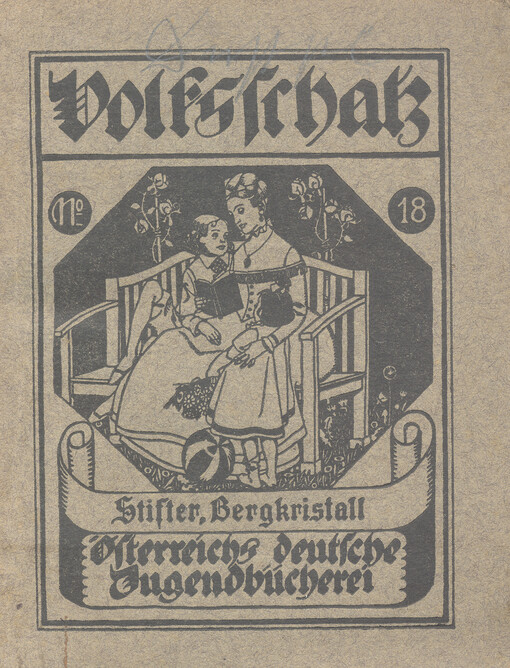 Volksschatz
No 18
Stifter, Bergkristall
Österreichs deutsche
Jugendbücherei